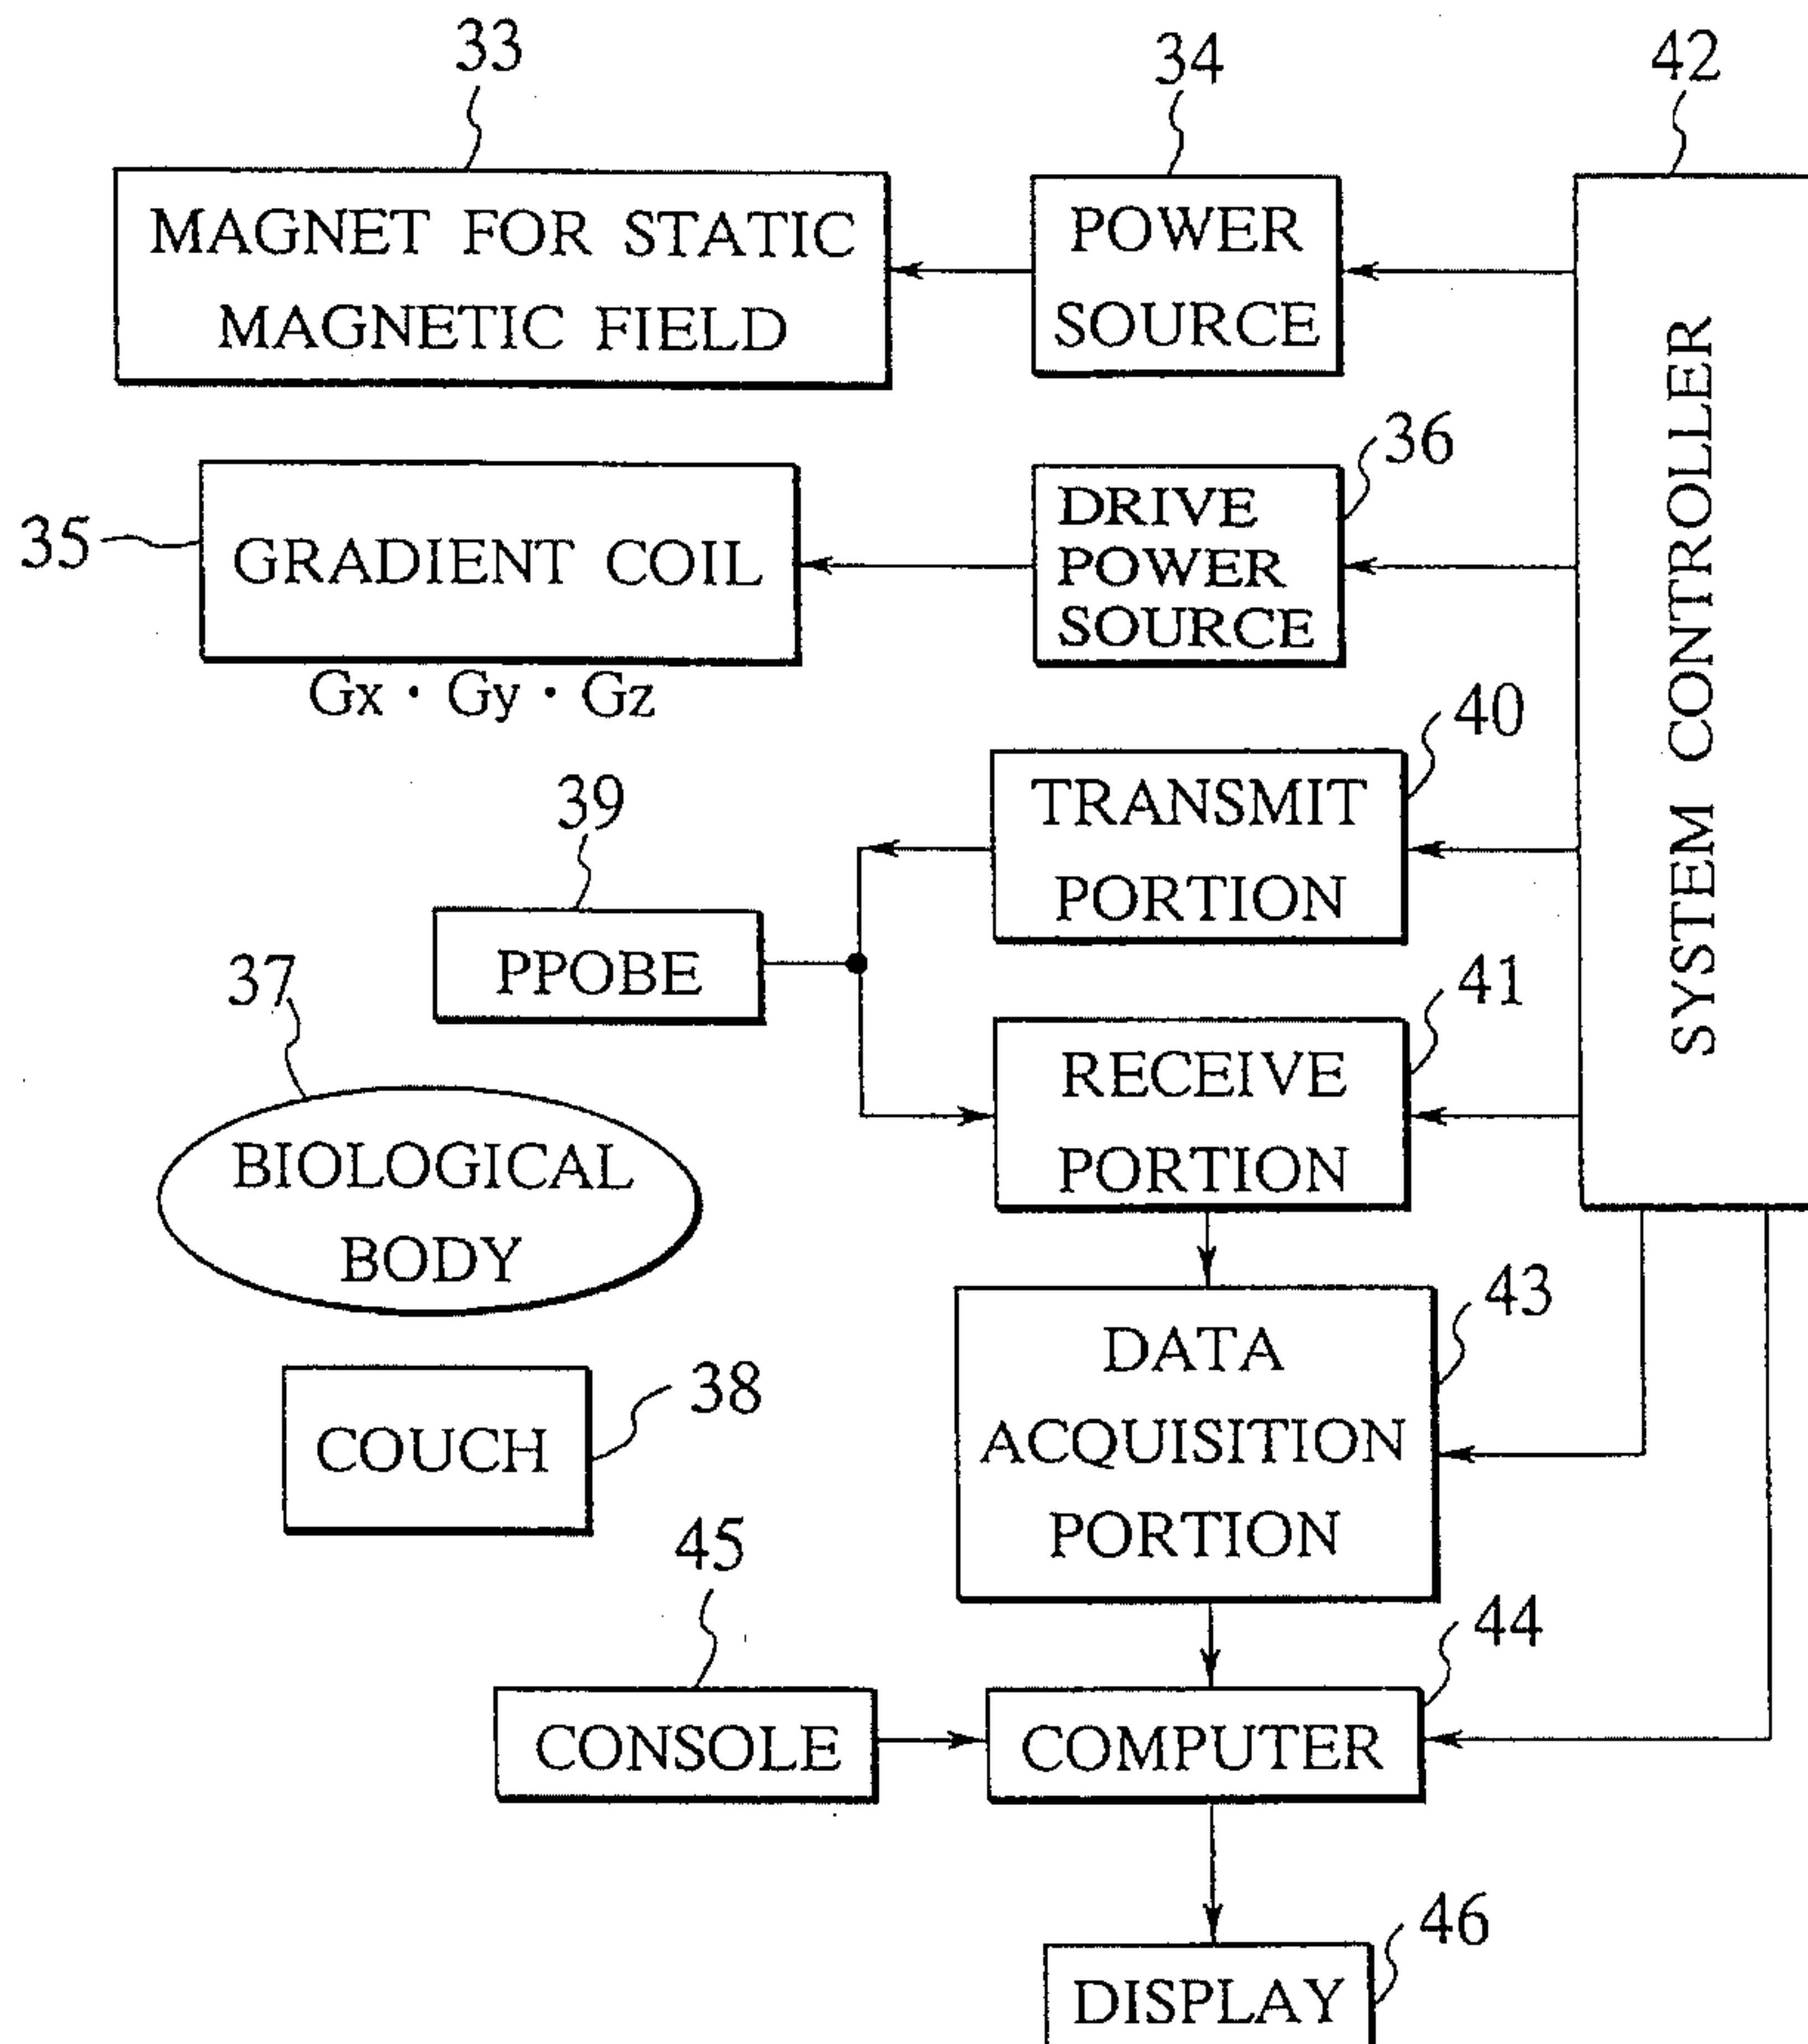 33
34
42
MAGNET FOR STATIC
MAGNETIC FIELD
POWER
SOURCE
SYSTEM CONTROLLER
36
35
GRADIENT COIL
DRIVE
POWER
SOURCE
Gx · Gy · Gz
40
39
TRANSMIT
PORTION
PPOBE
37
41
RECEIVE
PORTION
BIOLOGICAL
BODY
43
38
COUCH
DATA
ACQUISITION
PORTION
45
44
CONSOLE
COMPUTER
46
DISPLAY